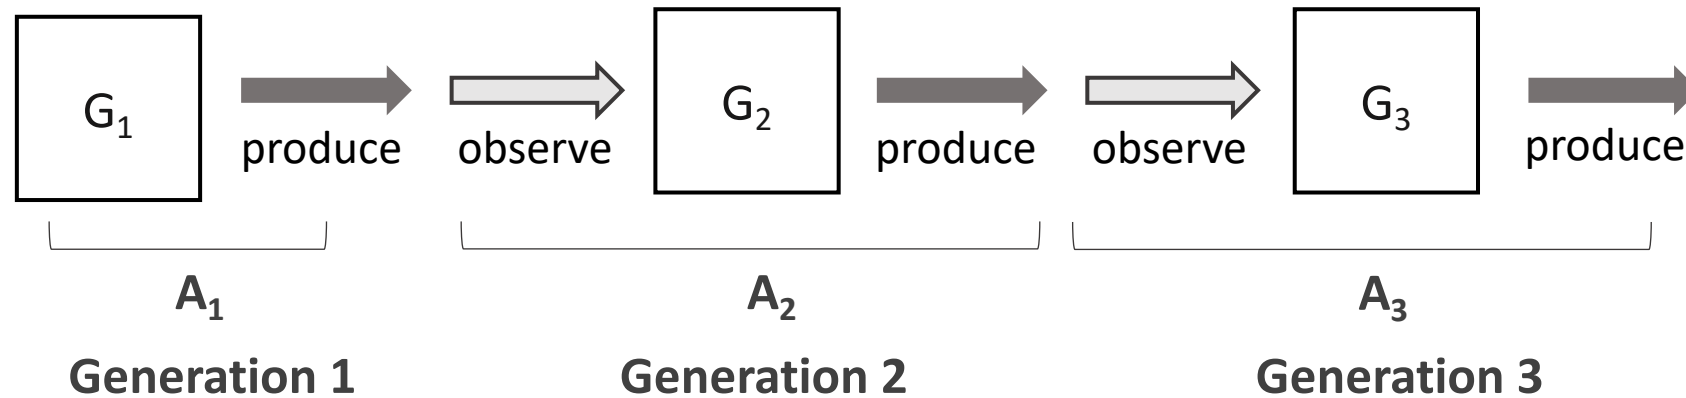 G₁ G₂ G₃
produce observe produce observe produce
A₁ A₂ A₃
Generation 1 Generation 2 Generation 3